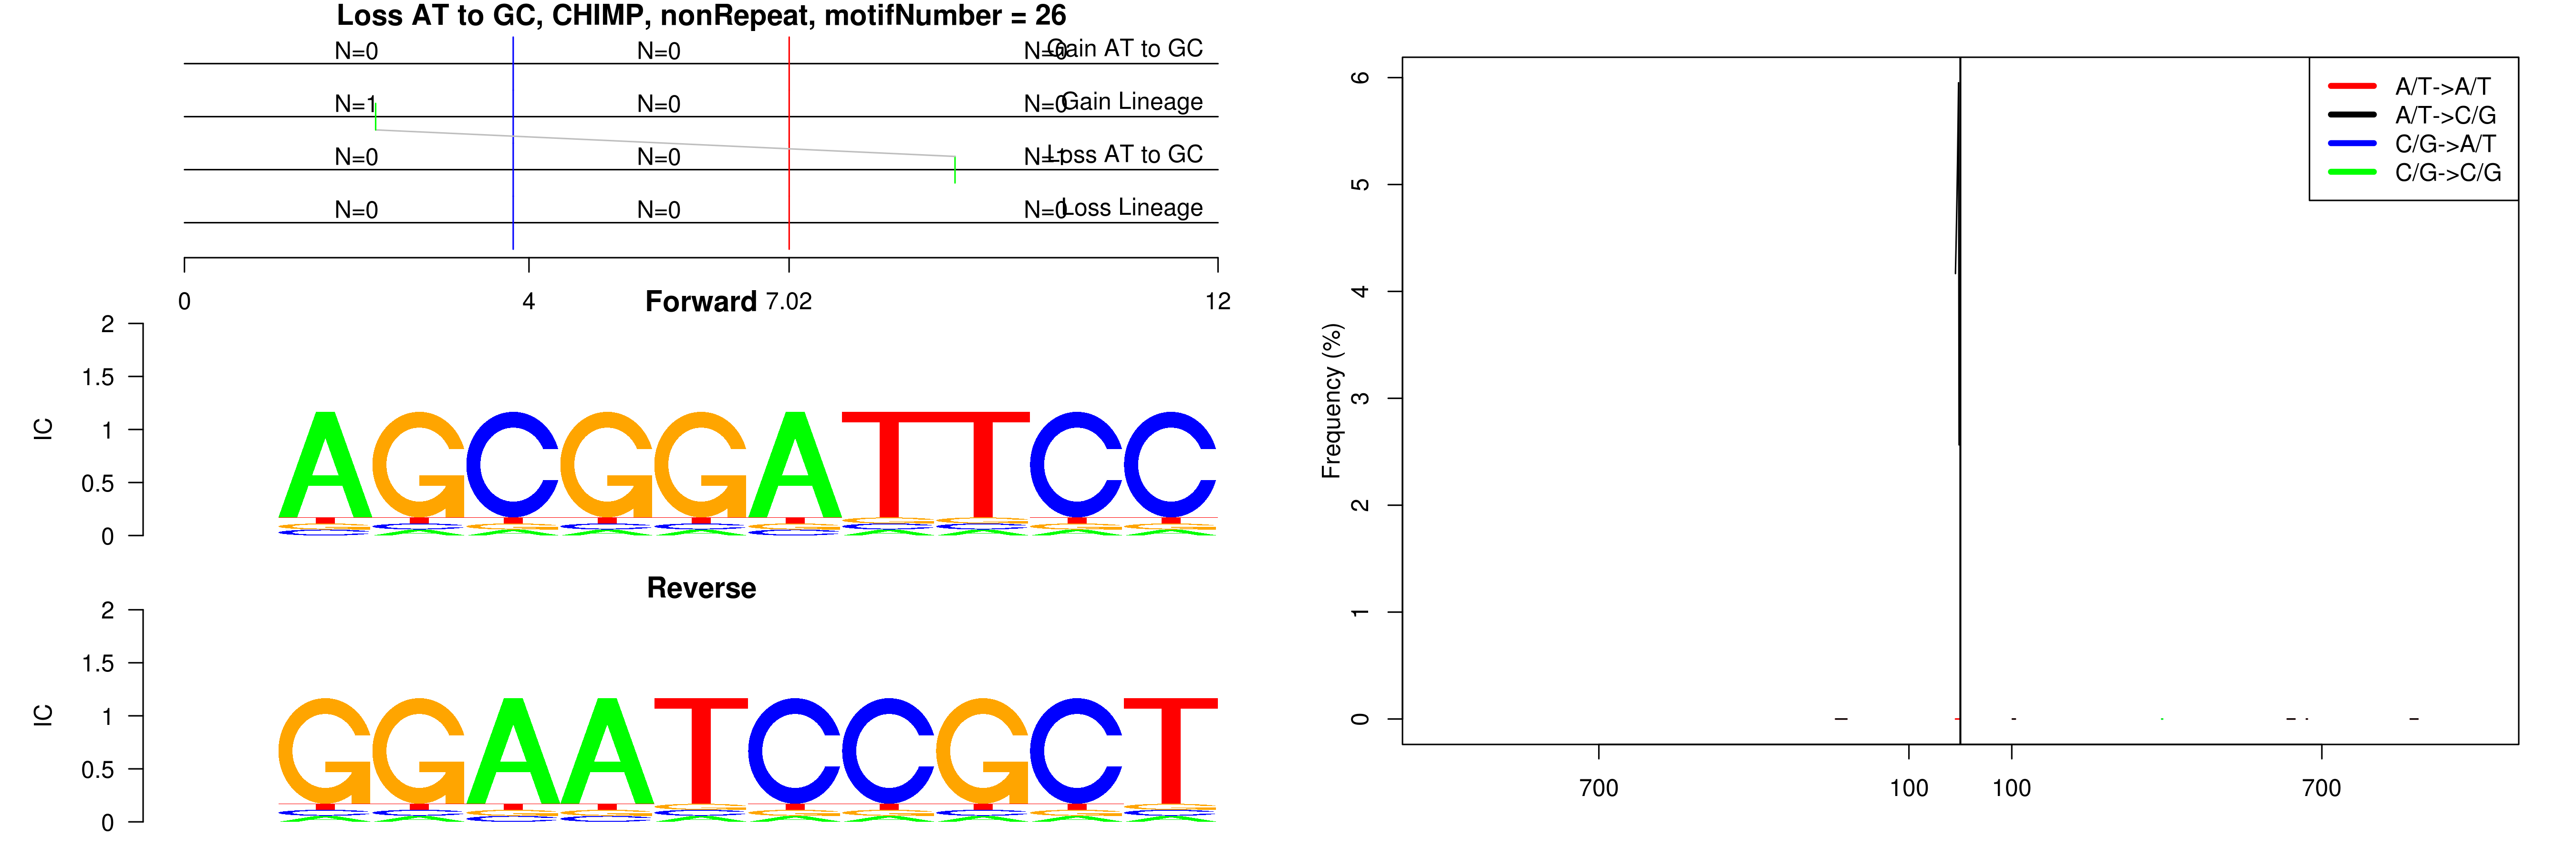 Loss AT to GC, CHIMP, nonRepeat, motifNumber = 26
N=0 N=0 N=0 Gain AT to GC
N=1 N=0 N=0 Gain Lineage
N=0 N=0 N=1 Loss AT to GC
N=0 N=0 N=0 Loss Lineage
0 4 7.02 12
Forward
2
1.5
1
0.5
0
IC
AGCGGATTCC
Reverse
2
1.5
1
0.5
0
IC
GGAATCCGCT
6
5
4
3
2
1
0
Frequency (%)
700 100 100 700
A/T->A/T
A/T->C/G
C/G->A/T
C/G->C/G